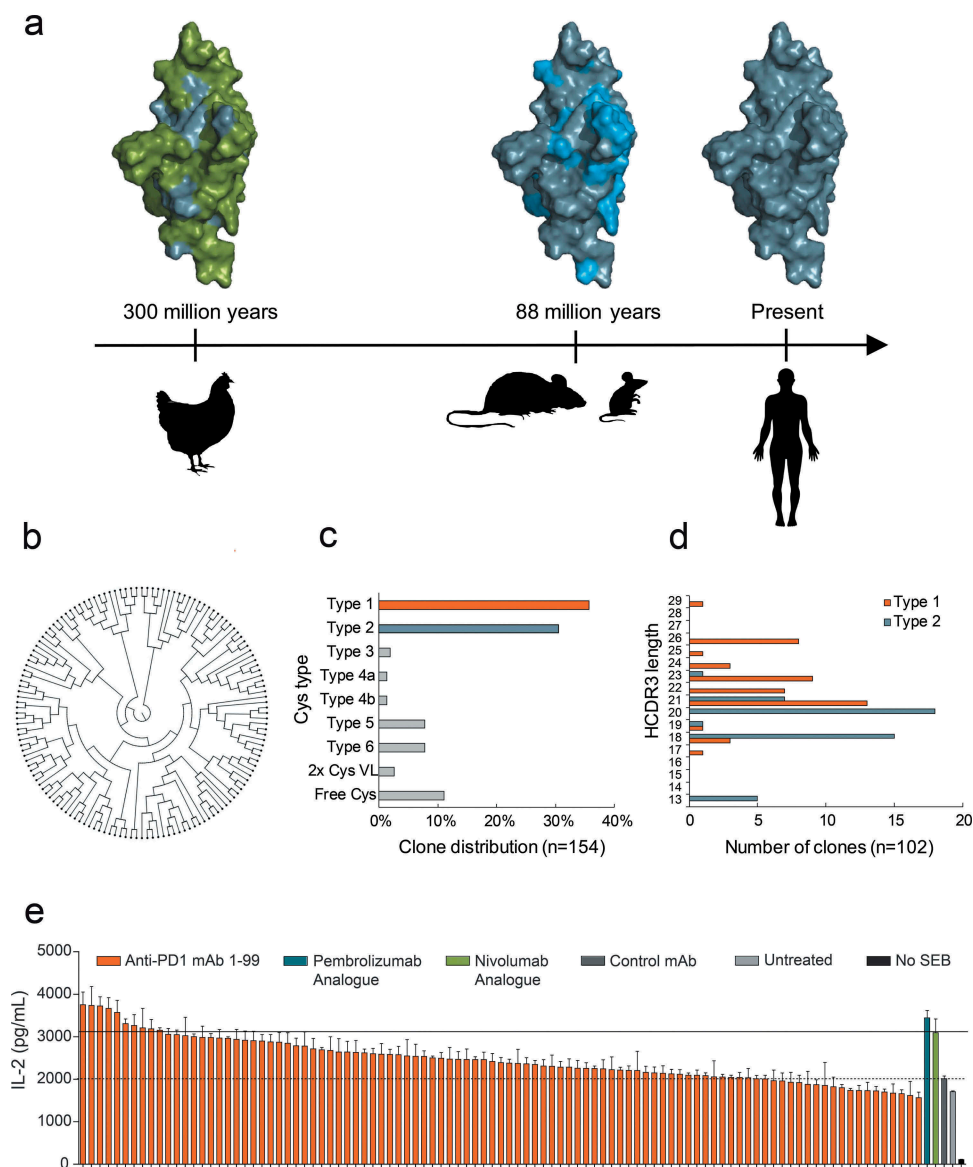 a
300 million years
88 million years
Present
b
c
d
Cys type
Type 1
Type 2
Type 3
Type 4a
Type 4b
Type 5
Type 6
2x Cys VL
Free Cys
0% 10% 20% 30% 40%
Clone distribution (n=154)
HCDR3 length
29
28
27
26
25
24
23
22
21
20
19
18
17
16
15
14
13
Type 1
Type 2
0 5 10 15 20
Number of clones (n=102)
e
IL-2 (pg/mL)
5000
4000
3000
2000
1000
0
Anti-PD1 mAb 1-99
Pembrolizumab
Analogue
Nivolumab
Analogue
Control mAb
Untreated
No SEB